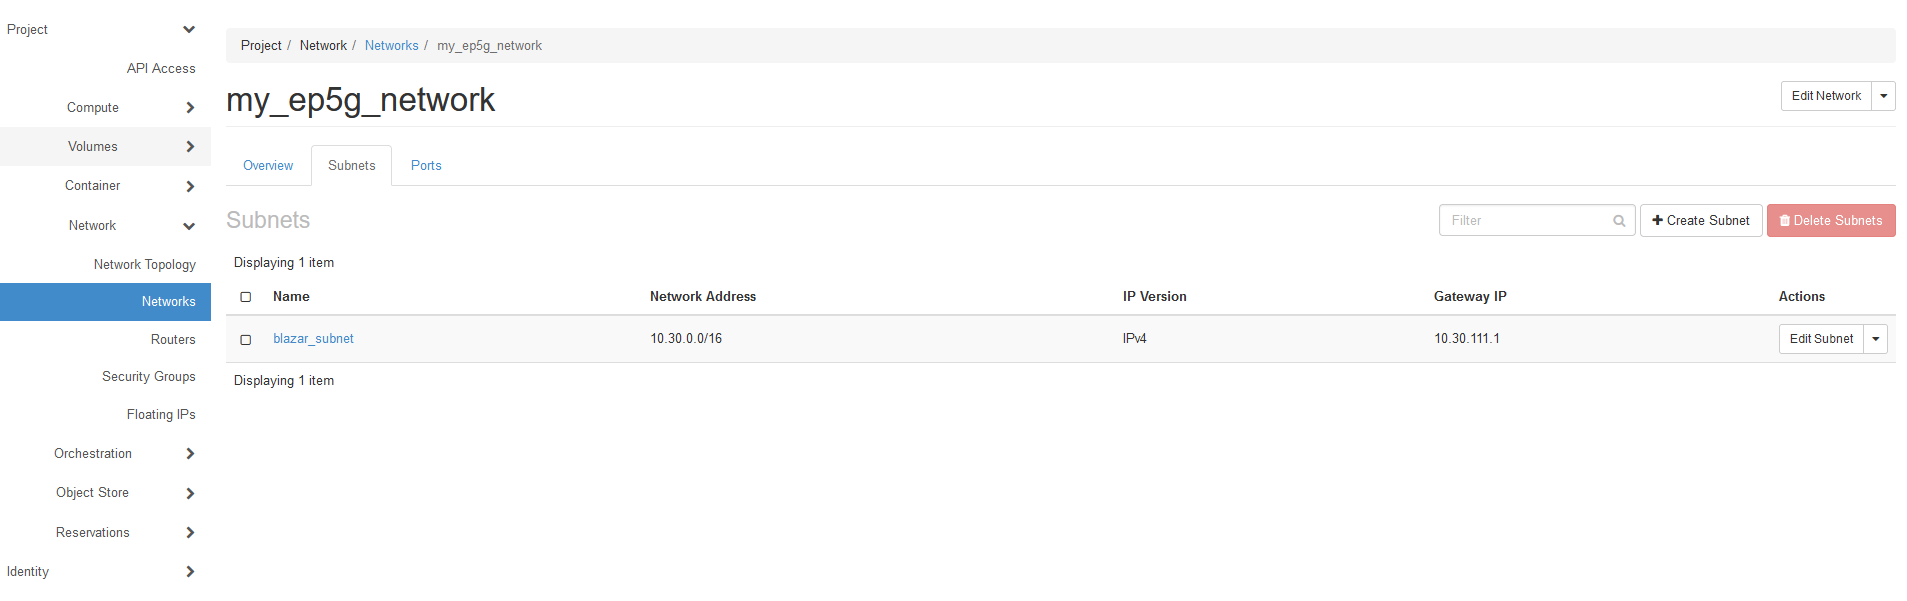 Project
API Access
Compute
Volumes
Container
Network
Network Topology
Networks
Routers
Security Groups
Floating IPs
Orchestration
Object Store
Reservations
Identity
Project / Network / Networks / my_ep5g_network
my_ep5g_network
Edit Network
Overview Subnets Ports
Subnets
Filter Create Subnet Delete Subnets
Displaying 1 item
Name Network Address IP Version Gateway IP Actions
blazar_subnet 10.30.0.0/16 IPv4 10.30.111.1 Edit Subnet
Displaying 1 item